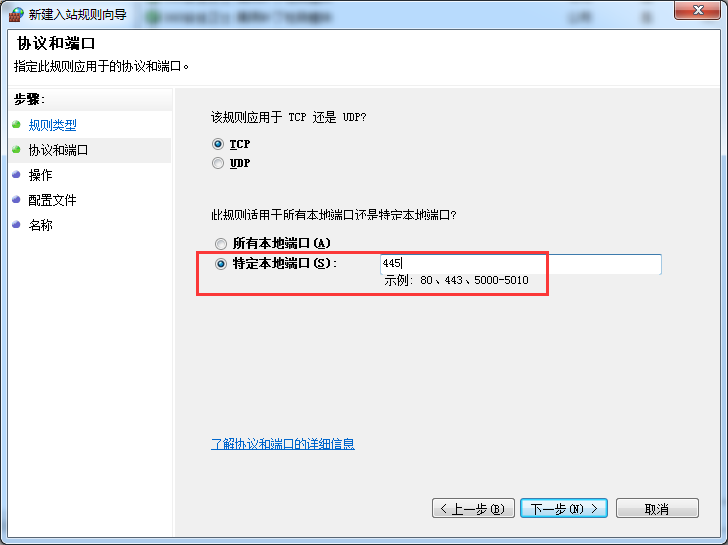 新建入站规则向导
协议和端口
指定此规则应用于的协议和端口。
步骤:
规则类型
协议和端口
操作
配置文件
名称
该规则应用于 TCP 还是 UDP?
TCP
UDP
此规则适用于所有本地端口还是特定本地端口?
所有本地端口(A)
特定本地端口(S):
445
示例: 80、443、5000-5010
了解协议和端口的详细信息
< 上一步(B)
下一步(N) >
取消